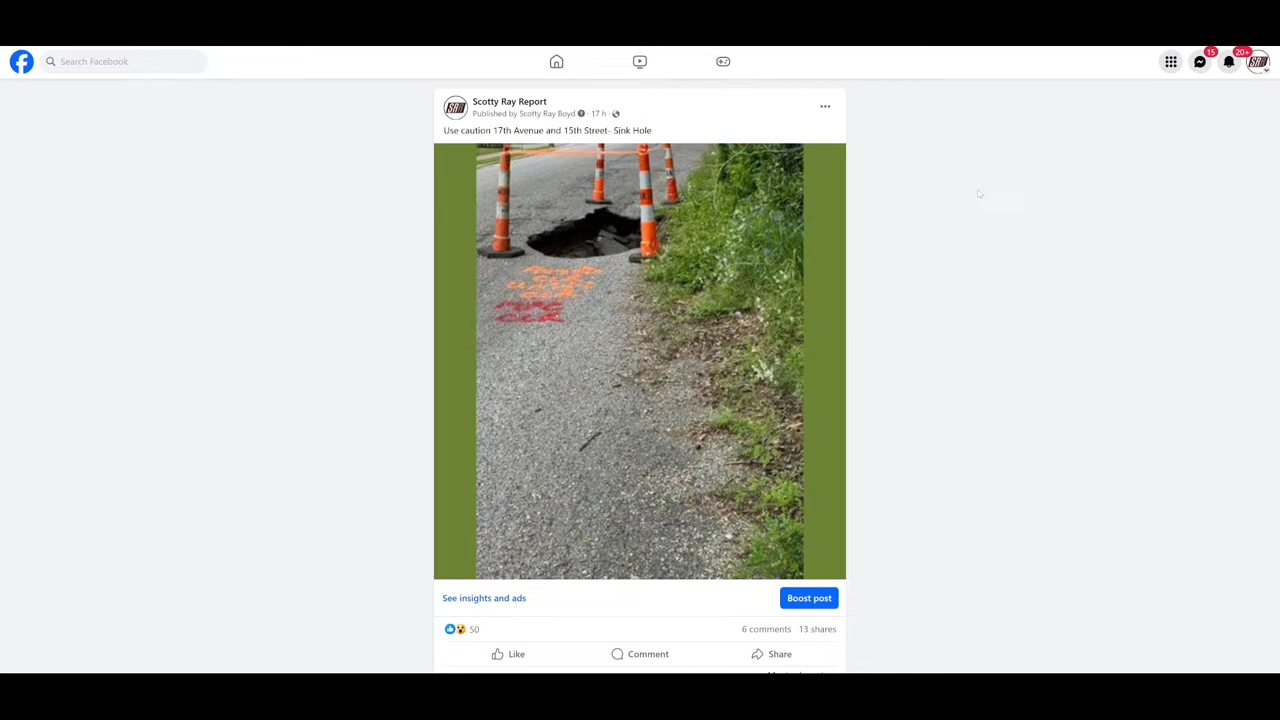 Search Facebook
15
20+
Scotty Ray Report
Published by Scotty Ray Boyd · 17 h ·
Use caution 17th Avenue and 15th Street- Sink Hole
See insights and ads
Boost post
50
6 comments 13 shares
Like
Comment
Share